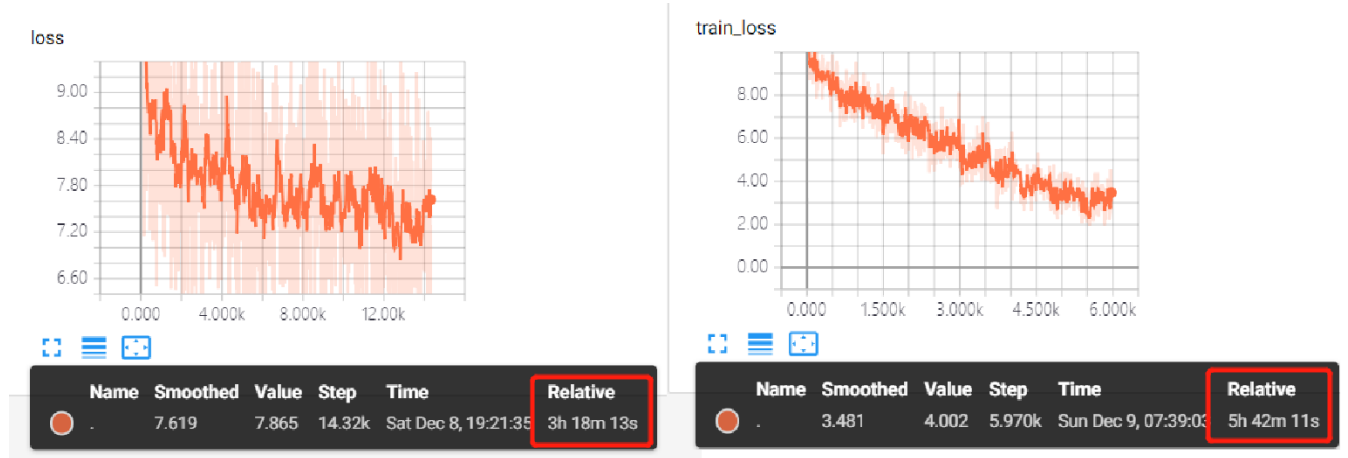 loss
9.00
8.40
7.80
7.20
6.60
0.000 4.000k 8.000k 12.00k
Name Smoothed Value Step Time Relative
. 7.619 7.865 14.32k Sat Dec 8, 19:21:35 3h 18m 13s
train_loss
8.00
6.00
4.00
2.00
0.00
0.000 1.500k 3.000k 4.500k 6.000k
Name Smoothed Value Step Time Relative
. 3.481 4.002 5.970k Sun Dec 9, 07:39:03 5h 42m 11s